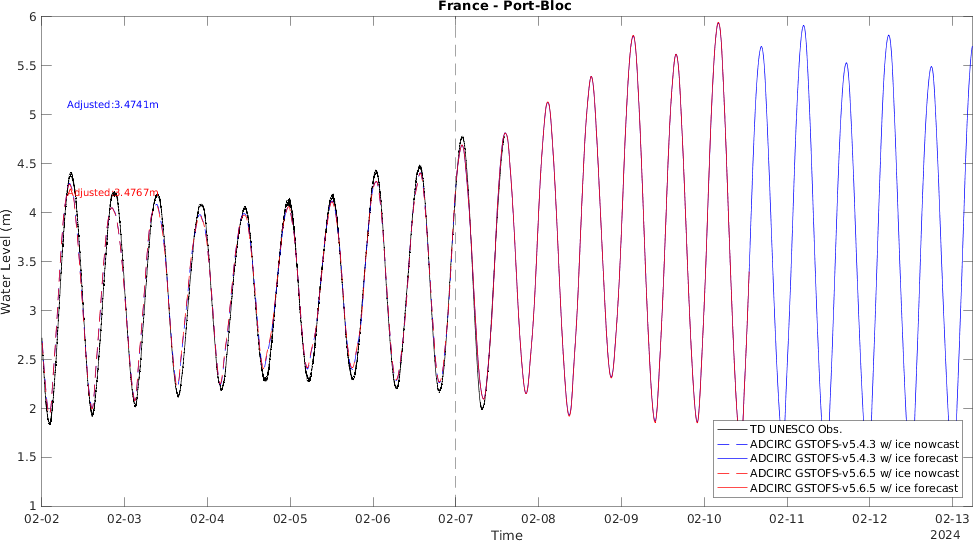 France - Port-Bloc
6
5.5
5
4.5
4
3.5
3
2.5
2
1.5
1
Water Level (m)
Adjusted:3.4741m
Adjusted:3.4767m
TD UNESCO Obs.
ADCIRC GSTOFS-v5.4.3 w/ ice nowcast
ADCIRC GSTOFS-v5.4.3 w/ ice forecast
ADCIRC GSTOFS-v5.6.5 w/ ice nowcast
ADCIRC GSTOFS-v5.6.5 w/ ice forecast
02-02 02-03 02-04 02-05 02-06 02-07 02-08 02-09 02-10 02-11 02-12 02-13
Time
2024